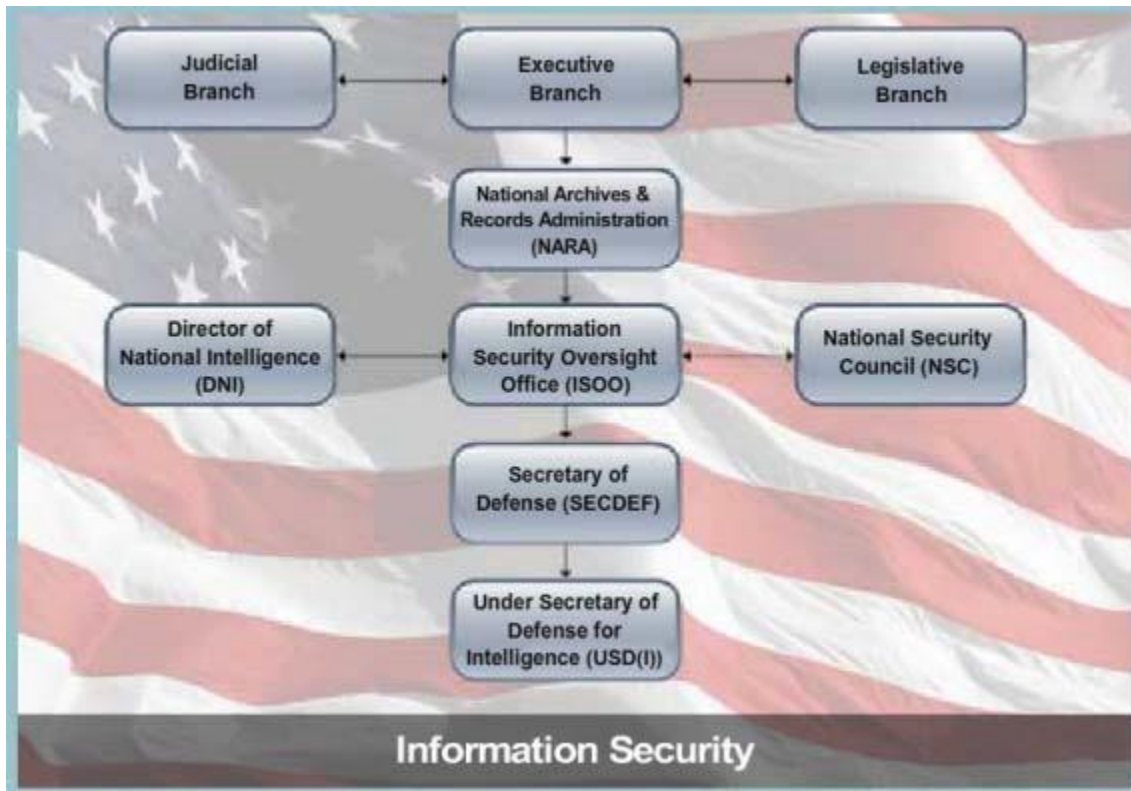 Judicial
Branch
Executive
Branch
Legislative
Branch
National Archives &
Records Administration
(NARA)
Director of
National Intelligence
(DNI)
Information
Security Oversight
Office (ISOO)
National Security
Council (NSC)
Secretary of
Defense (SECDEF)
Under Secretary of
Defense for
Intelligence (USD(I))
Information Security